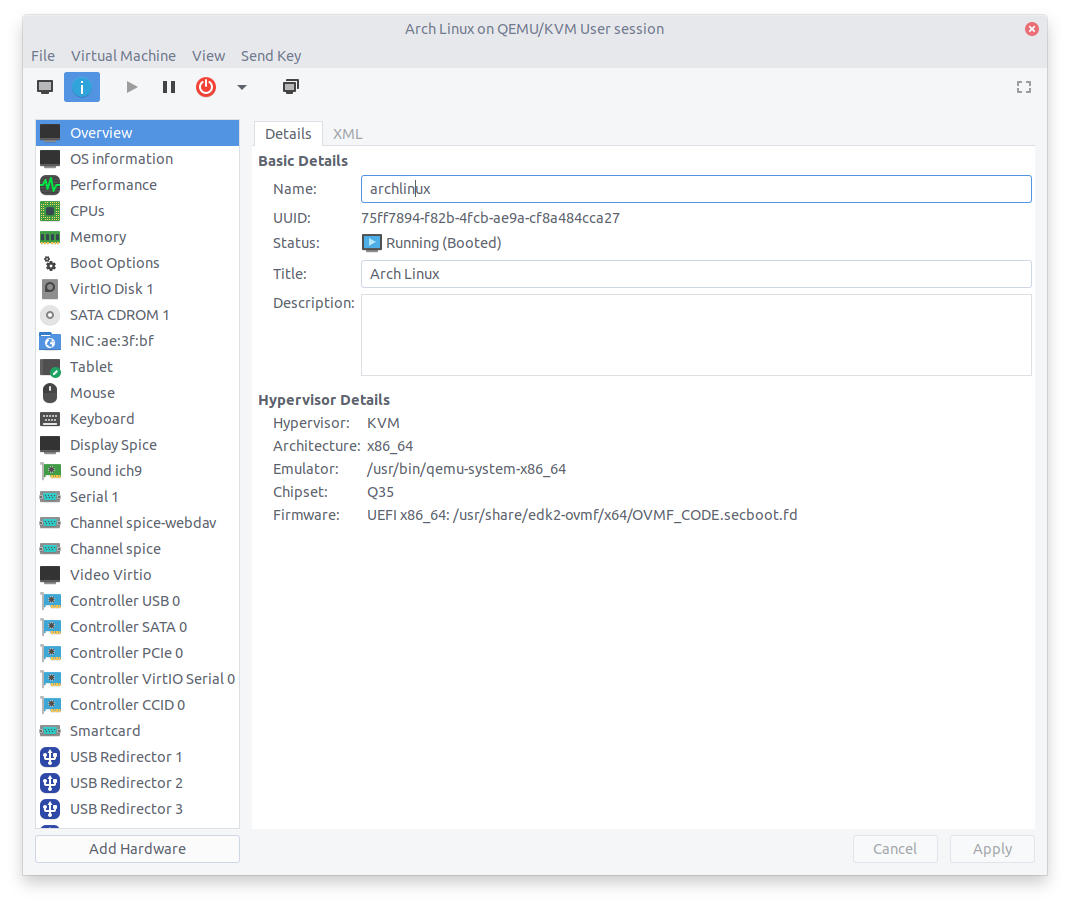 Arch Linux on QEMU/KVM User session
File Virtual Machine View Send Key
Overview
OS information
Performance
CPUs
Memory
Boot Options
VirtIO Disk 1
SATA CDROM 1
NIC :ae:3f:bf
Tablet
Mouse
Keyboard
Display Spice
Sound ich9
Serial 1
Channel spice-webdav
Channel spice
Video Virtio
Controller USB 0
Controller SATA 0
Controller PCIe 0
Controller VirtIO Serial 0
Controller CCID 0
Smartcard
USB Redirector 1
USB Redirector 2
USB Redirector 3
Add Hardware
Details XML
Basic Details
Name: archlinux
UUID: 75ff7894-f82b-4fcb-ae9a-cf8a484cca27
Status: Running (Booted)
Title: Arch Linux
Description:
Hypervisor Details
Hypervisor: KVM
Architecture: x86_64
Emulator: /usr/bin/qemu-system-x86_64
Chipset: Q35
Firmware: UEFI x86_64: /usr/share/edk2-ovmf/x64/OVMF_CODE.secboot.fd
Cancel Apply